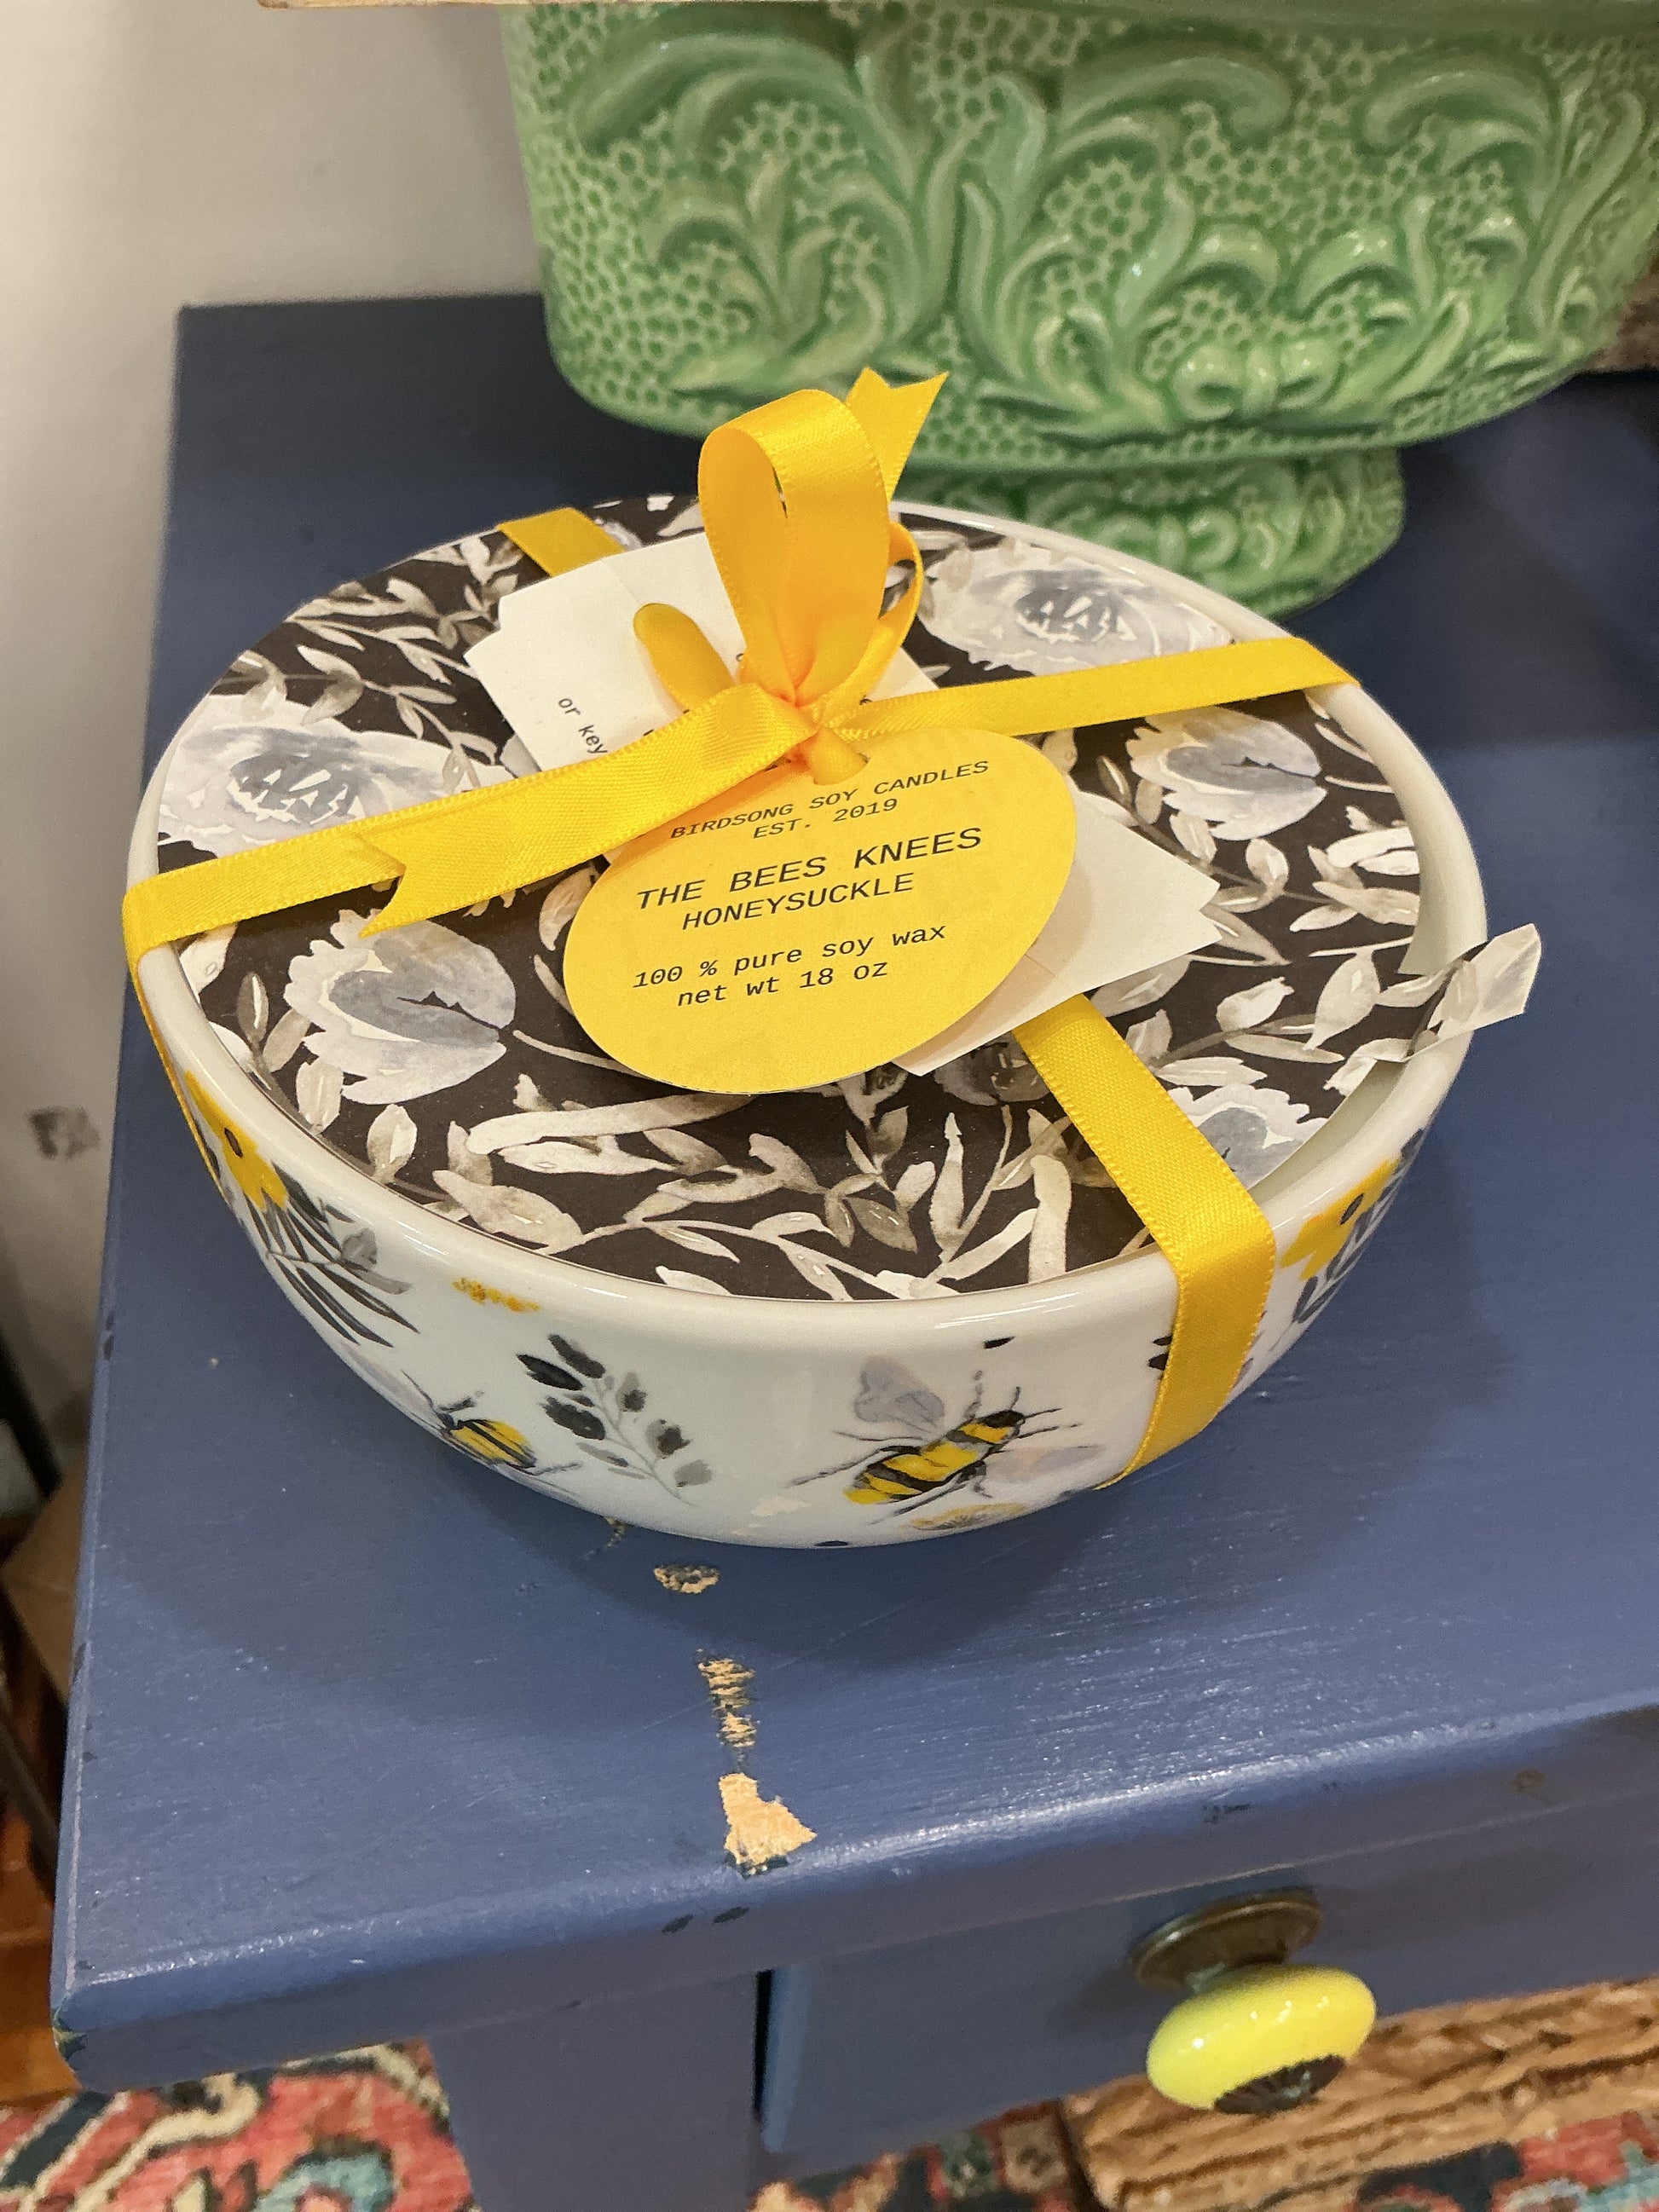 or key
BIRDSONG SOY CANDLES
EST. 2019
THE BEES KNEES
HONEYSUCKLE
100 % pure soy wax
net wt 18 oz